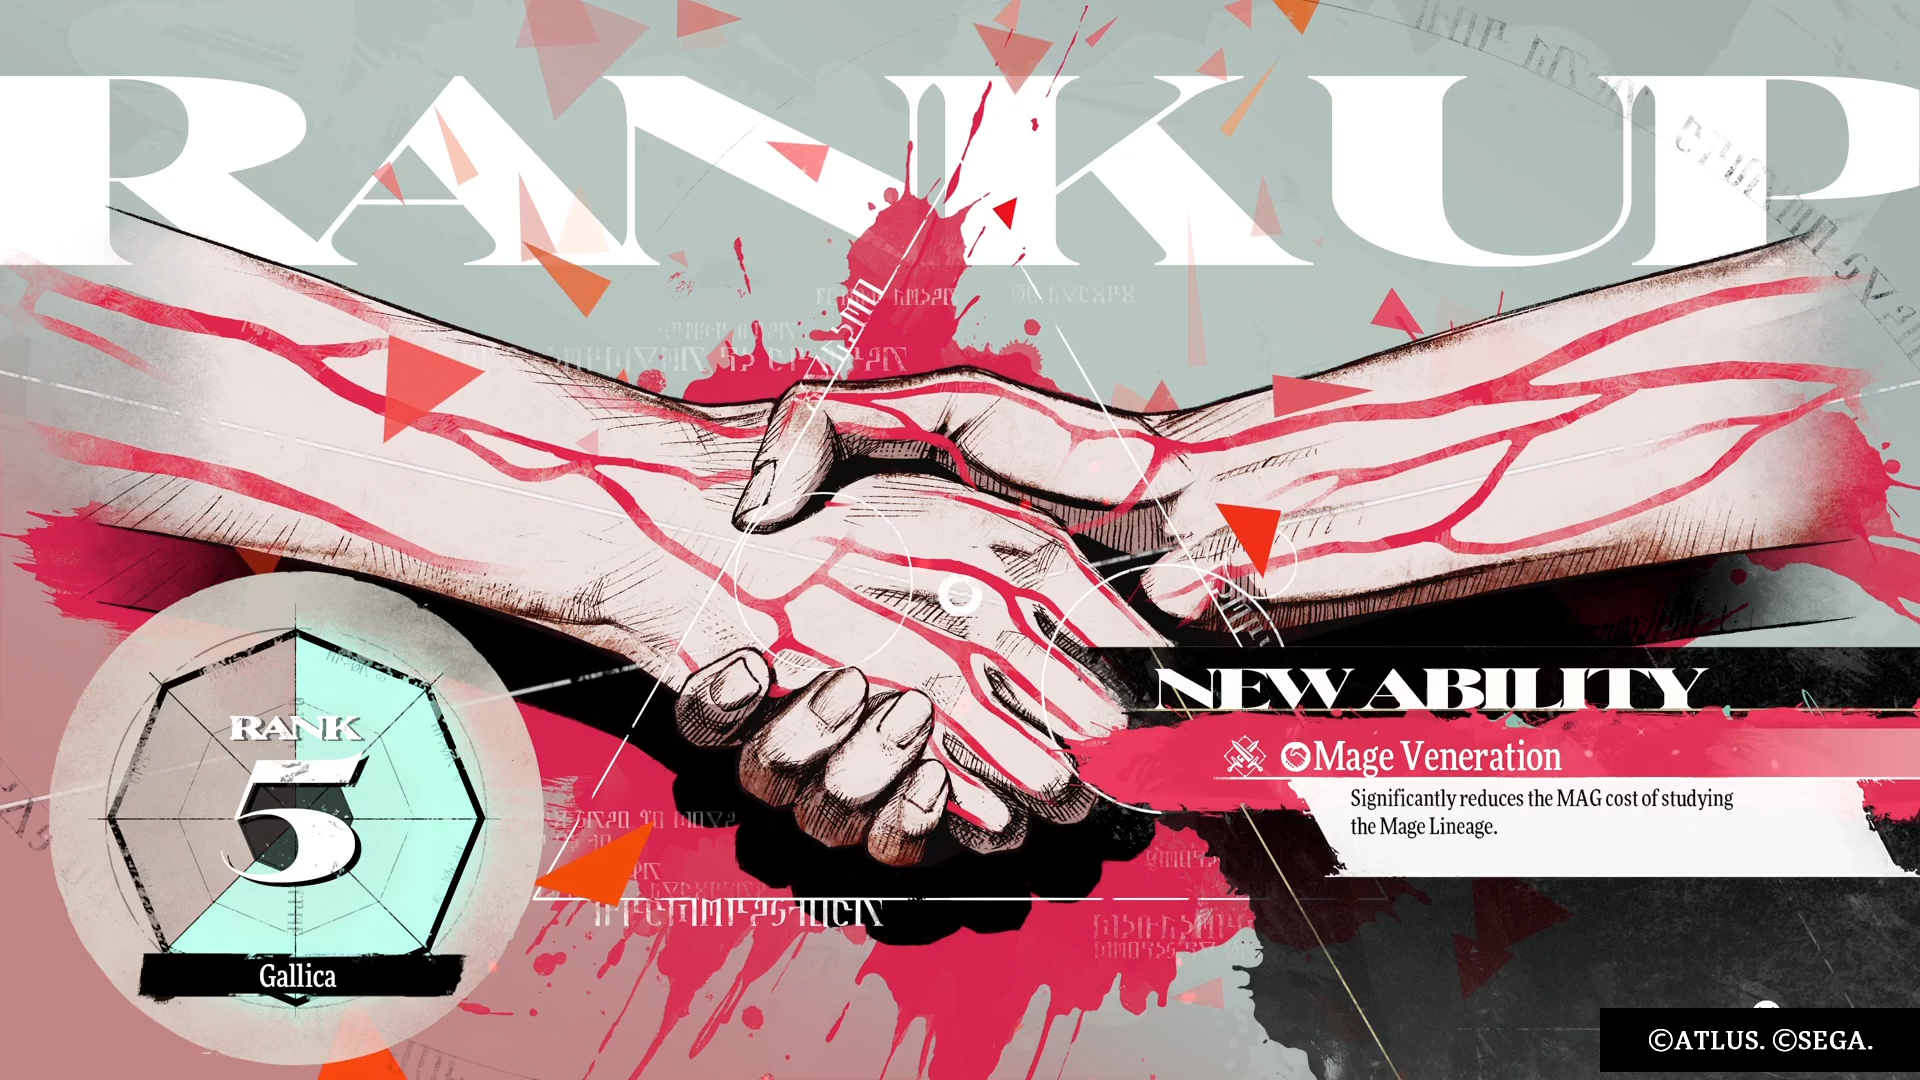 RANK UP
RANK
5
Gallica
NEW ABILITY
Mage Veneration
Significantly reduces the MAG cost of studying
the Mage Lineage.
©ATLUS. ©SEGA.